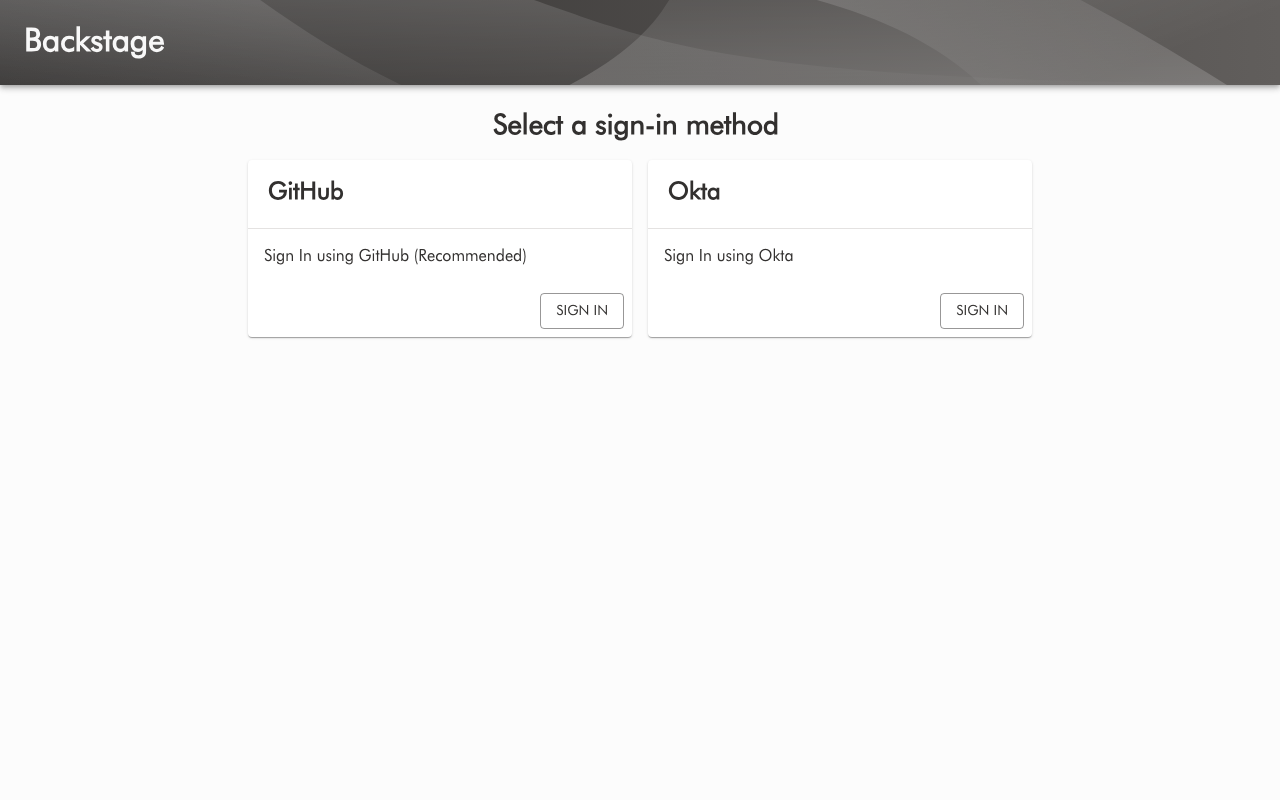 Backstage
Select a sign-in method
GitHub
Sign In using GitHub (Recommended)
SIGN IN
Okta
Sign In using Okta
SIGN IN